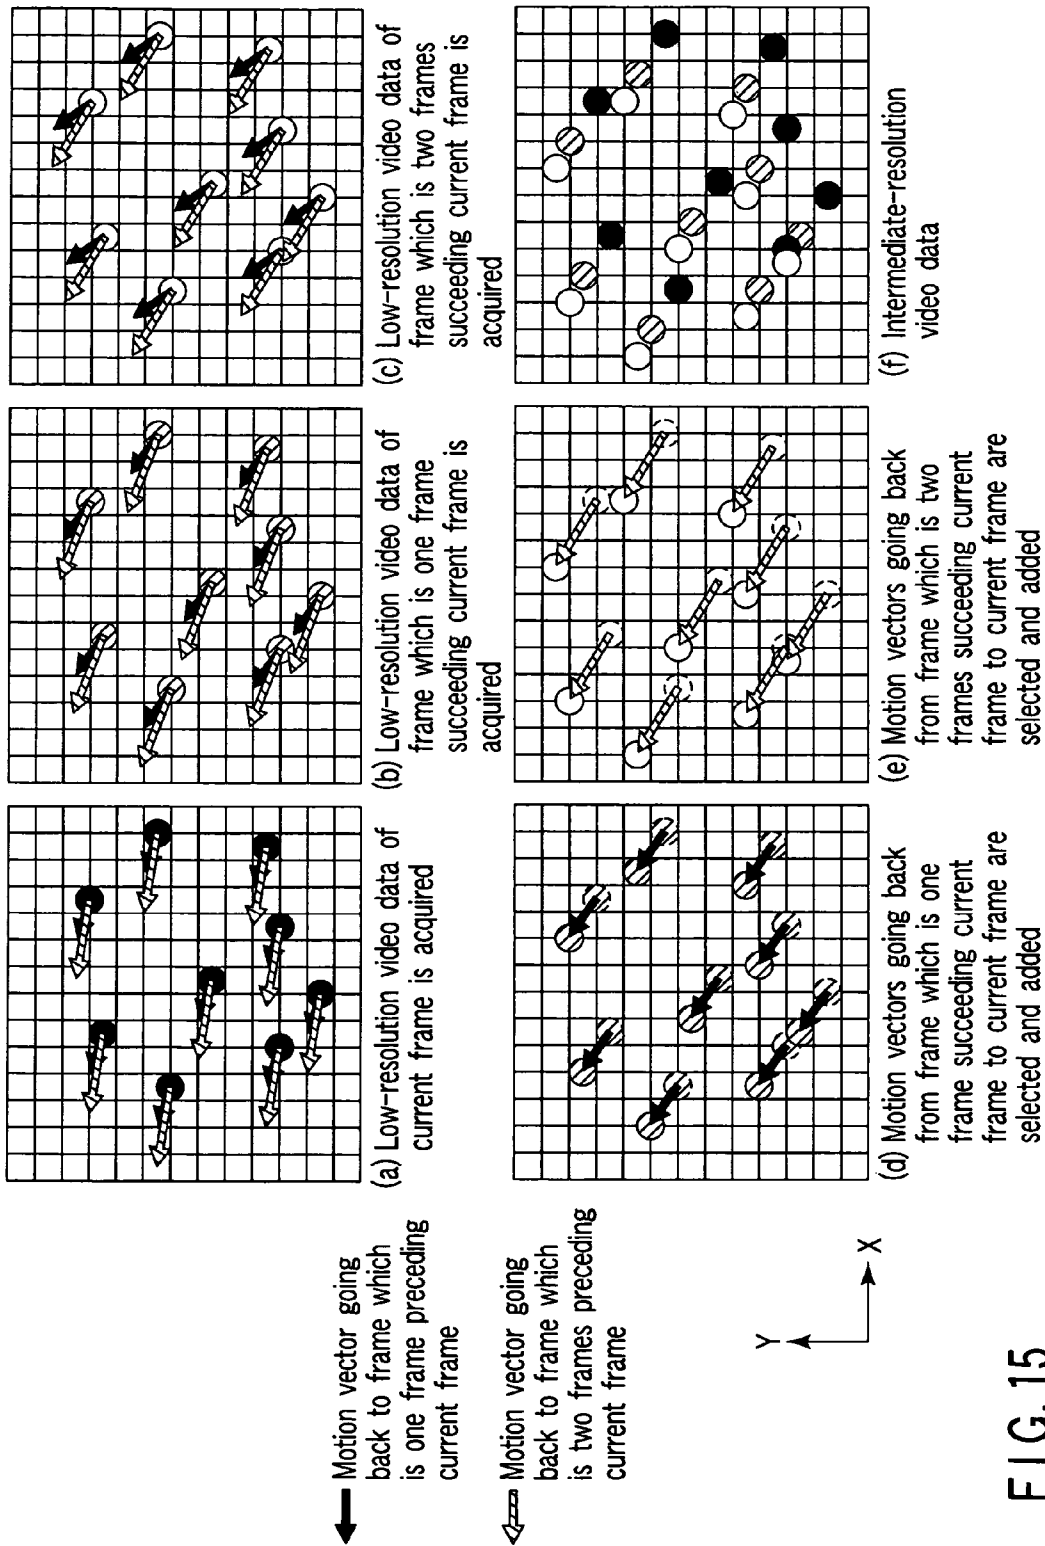 Motion vector going
back to frame which
is one frame preceding
current frame
Motion vector going
back to frame which
is two frames preceding
current frame
Y
X
(a) Low-resolution video data of
current frame is acquired
(b) Low-resolution video data of
frame which is one frame
succeeding current frame is
acquired
(c) Low-resolution video data of
frame which is two frames
succeeding current frame is
acquired
(d) Motion vectors going back
from frame which is one
frame succeeding current
frame to current frame are
selected and added
(e) Motion vectors going back
from frame which is two
frames succeeding current
frame to current frame are
selected and added
(f) Intermediate-resolution
video data
FIG. 15